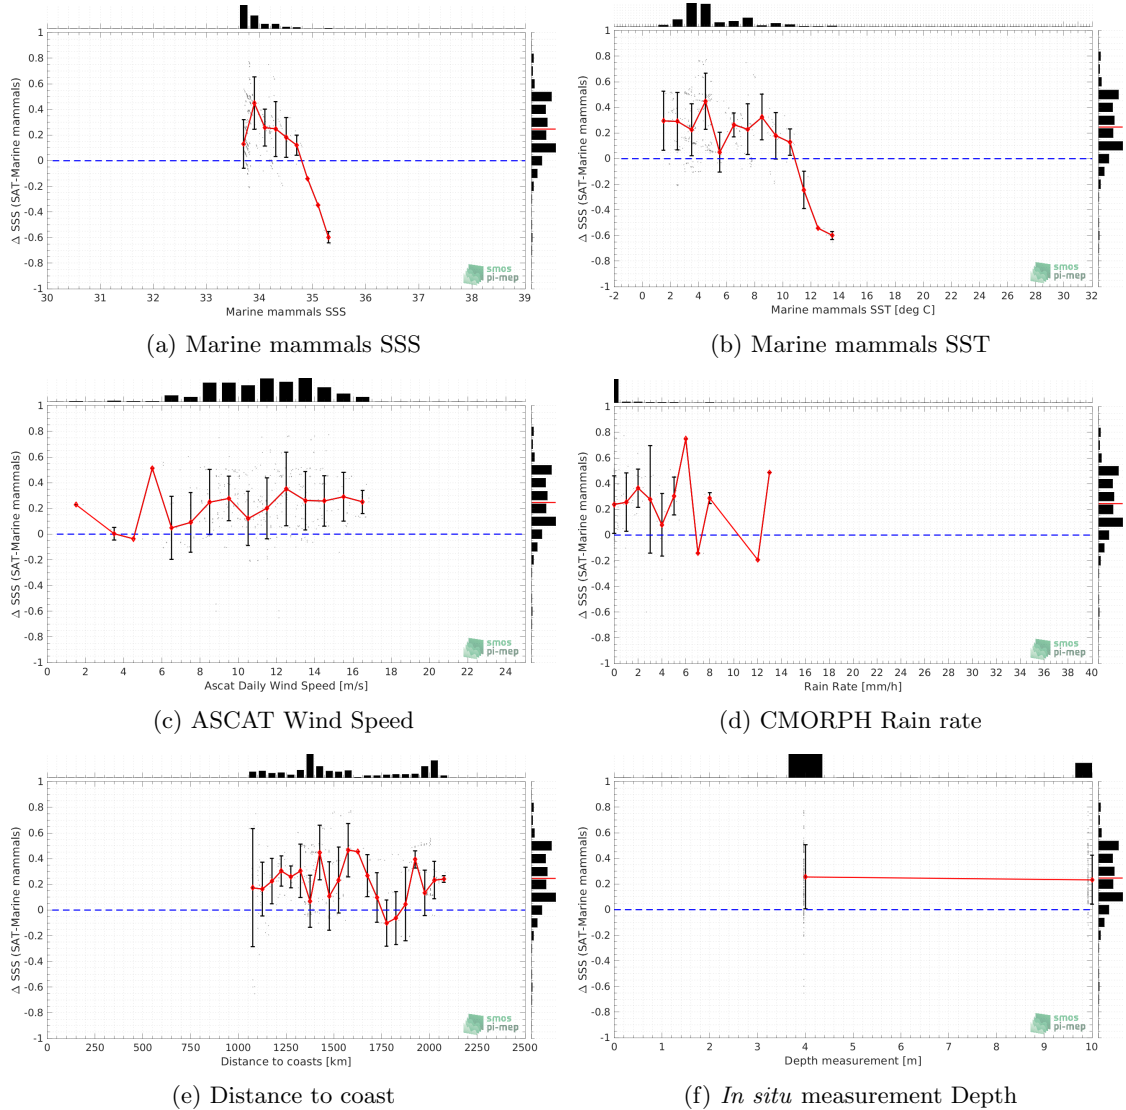 1
0.8
0.6
0.4
0.2
0
-0.2
-0.4
-0.6
-0.8
-1
Δ SSS (SAT-Marine mammals)
30 31 32 33 34 35 36 37 38 39
Marine mammals SSS
smos
pi-mep
(a) Marine mammals SSS
1
0.8
0.6
0.4
0.2
0
-0.2
-0.4
-0.6
-0.8
-1
Δ SSS (SAT-Marine mammals)
-2 0 2 4 6 8 10 12 14 16 18 20 22 24 26 28 30 32
Marine mammals SST [deg C]
smos
pi-mep
(b) Marine mammals SST
1
0.8
0.6
0.4
0.2
0
-0.2
-0.4
-0.6
-0.8
-1
Δ SSS (SAT-Marine mammals)
0 2 4 6 8 10 12 14 16 18 20 22 24
Ascat Daily Wind Speed [m/s]
smos
pi-mep
(c) ASCAT Wind Speed
1
0.8
0.6
0.4
0.2
0
-0.2
-0.4
-0.6
-0.8
-1
Δ SSS (SAT-Marine mammals)
0 2 4 6 8 10 12 14 16 18 20 22 24 26 28 30 32 34 36 38 40
Rain Rate [mm/h]
smos
pi-mep
(d) CMORPH Rain rate
1
0.8
0.6
0.4
0.2
0
-0.2
-0.4
-0.6
-0.8
-1
Δ SSS (SAT-Marine mammals)
0 250 500 750 1000 1250 1500 1750 2000 2250 2500
Distance to coasts [km]
smos
pi-mep
(e) Distance to coast
1
0.8
0.6
0.4
0.2
0
-0.2
-0.4
-0.6
-0.8
-1
Δ SSS (SAT-Marine mammals)
0 1 2 3 4 5 6 7 8 9 10
Depth measurement [m]
smos
pi-mep
(f) In situ measurement Depth